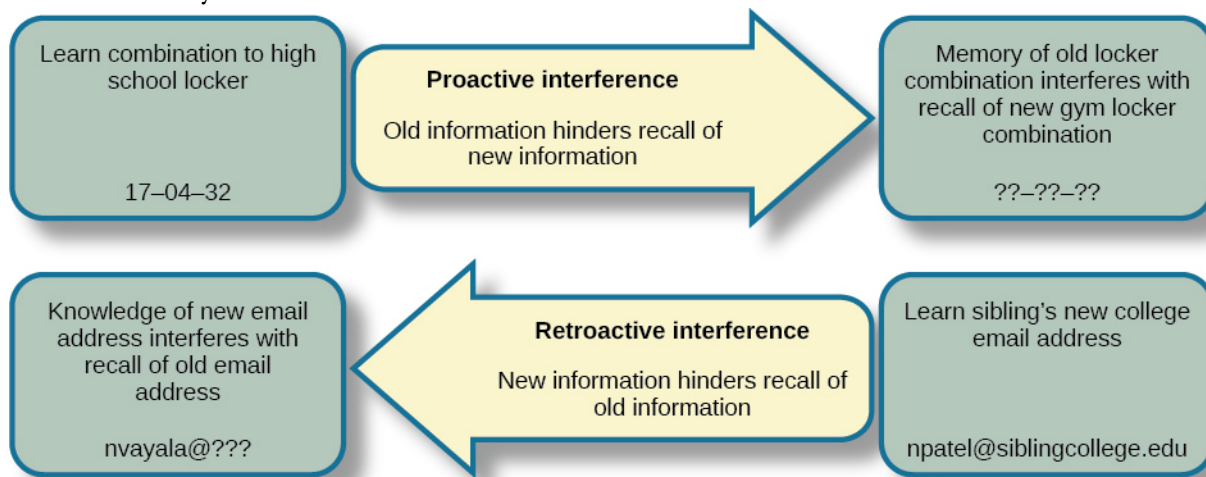 Learn combination to high
school locker
17–04–32
Proactive interference
Old information hinders recall of
new information
Memory of old locker
combination interferes with
recall of new gym locker
combination
??–??–??
Knowledge of new email
address interferes with
recall of old email
address
nvayala@???
Retroactive interference
New information hinders recall of
old information
Learn sibling’s new college
email address
npatel@siblingcollege.edu